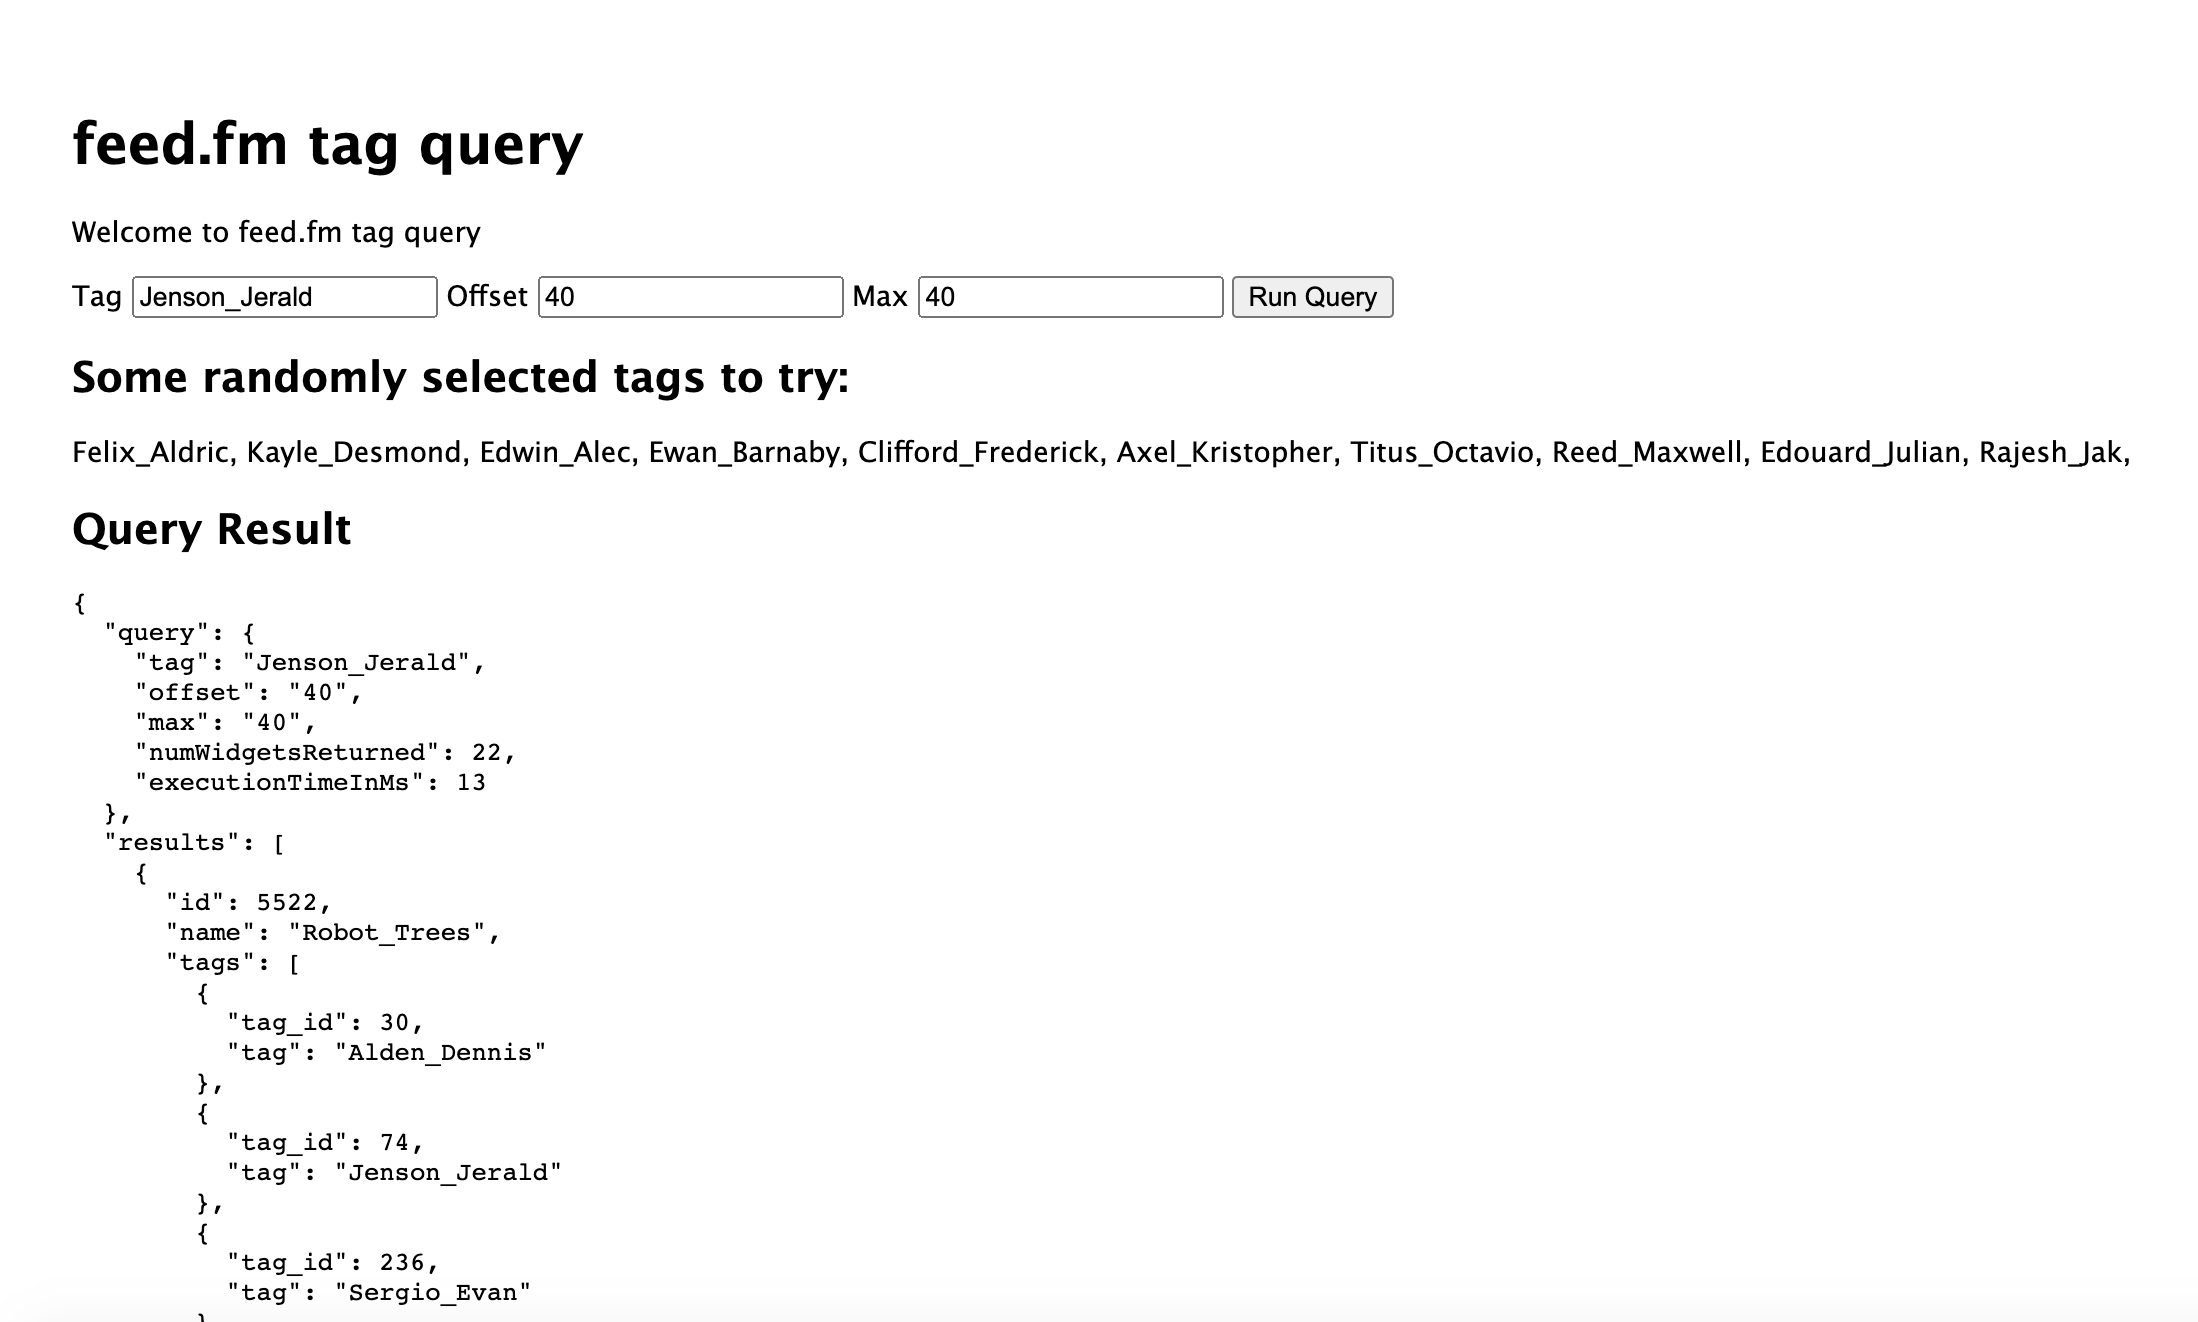 feed.fm tag query
Welcome to feed.fm tag query
Tag Jenson_Jerald Offset 40 Max 40 Run Query
Some randomly selected tags to try:
Felix_Aldric, Kayle_Desmond, Edwin_Alec, Ewan_Barnaby, Clifford_Frederick, Axel_Kristopher, Titus_Octavio, Reed_Maxwell, Edouard_Julian, Rajesh_Jak,
Query Result
{
  "query": {
    "tag": "Jenson_Jerald",
    "offset": "40",
    "max": "40",
    "numWidgetsReturned": 22,
    "executionTimeInMs": 13
  },
  "results": [
    {
      "id": 5522,
      "name": "Robot_Trees",
      "tags": [
        {
          "tag_id": 30,
          "tag": "Alden_Dennis"
        },
        {
          "tag_id": 74,
          "tag": "Jenson_Jerald"
        },
        {
          "tag_id": 236,
          "tag": "Sergio_Evan"
        }